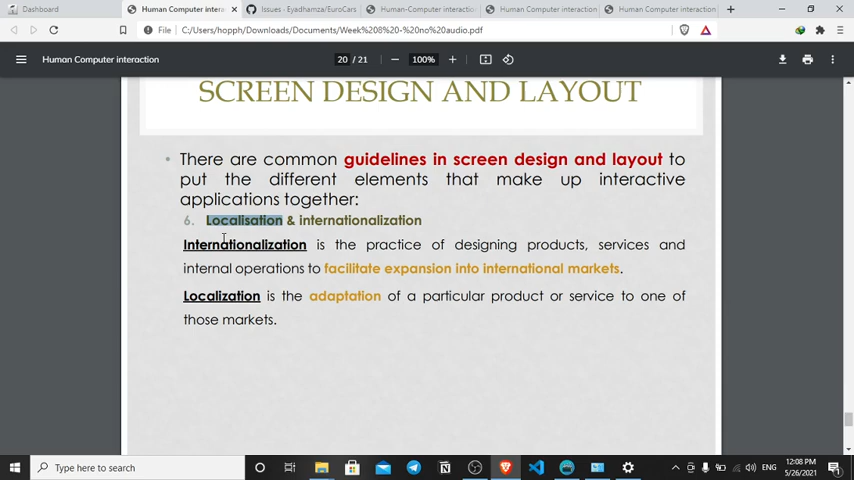 Dashboard
Human Computer interac
Issues - Eyadhamza/EuroCars
Human-Computer interactio
Human Computer interaction
Human Computer interaction
File
C:/Users/hopph/Downloads/Documents/Week%208%20-%20no%20audio.pdf
Human Computer interaction
20 / 21
100%
SCREEN DESIGN AND LAYOUT
• There are common guidelines in screen design and layout to
put the different elements that make up interactive
applications together:
6. Localisation & internationalization
Internationalization is the practice of designing products, services and
internal operations to facilitate expansion into international markets.
Localization is the adaptation of a particular product or service to one of
those markets.
Type here to search
ENG
12:08 PM
5/26/2021